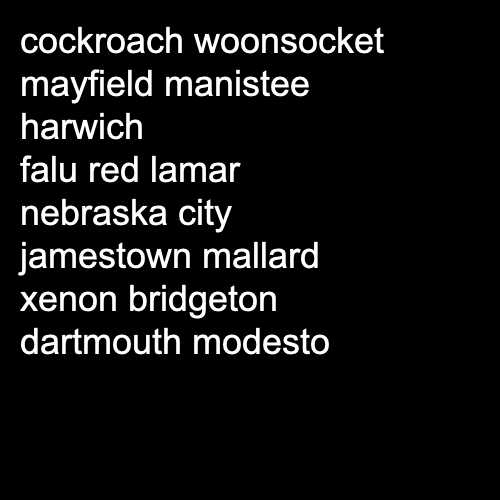 cockroach woonsocket
mayfield manistee
harwich
falu red lamar
nebraska city
jamestown mallard
xenon bridgeton
dartmouth modesto